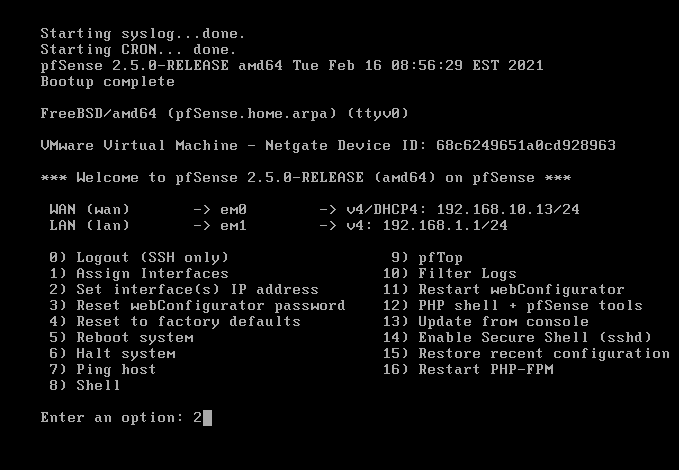 Starting syslog...done.
Starting CRON... done.
pfSense 2.5.0-RELEASE amd64 Tue Feb 16 08:56:29 EST 2021
Bootup complete
FreeBSD/amd64 (pfSense.home.arpa) (ttyv0)
VMware Virtual Machine - Netgate Device ID: 68c6249651a0cd928963
*** Welcome to pfSense 2.5.0-RELEASE (amd64) on pfSense ***
WAN (wan) -> em0 -> v4/DHCP4: 192.168.10.13/24
LAN (lan) -> em1 -> v4: 192.168.1.1/24
0) Logout (SSH only) 9) pfTop
1) Assign Interfaces 10) Filter Logs
2) Set interface(s) IP address 11) Restart webConfigurator
3) Reset webConfigurator password 12) PHP shell + pfSense tools
4) Reset to factory defaults 13) Update from console
5) Reboot system 14) Enable Secure Shell (sshd)
6) Halt system 15) Restore recent configuration
7) Ping host 16) Restart PHP-FPM
8) Shell
Enter an option: 2